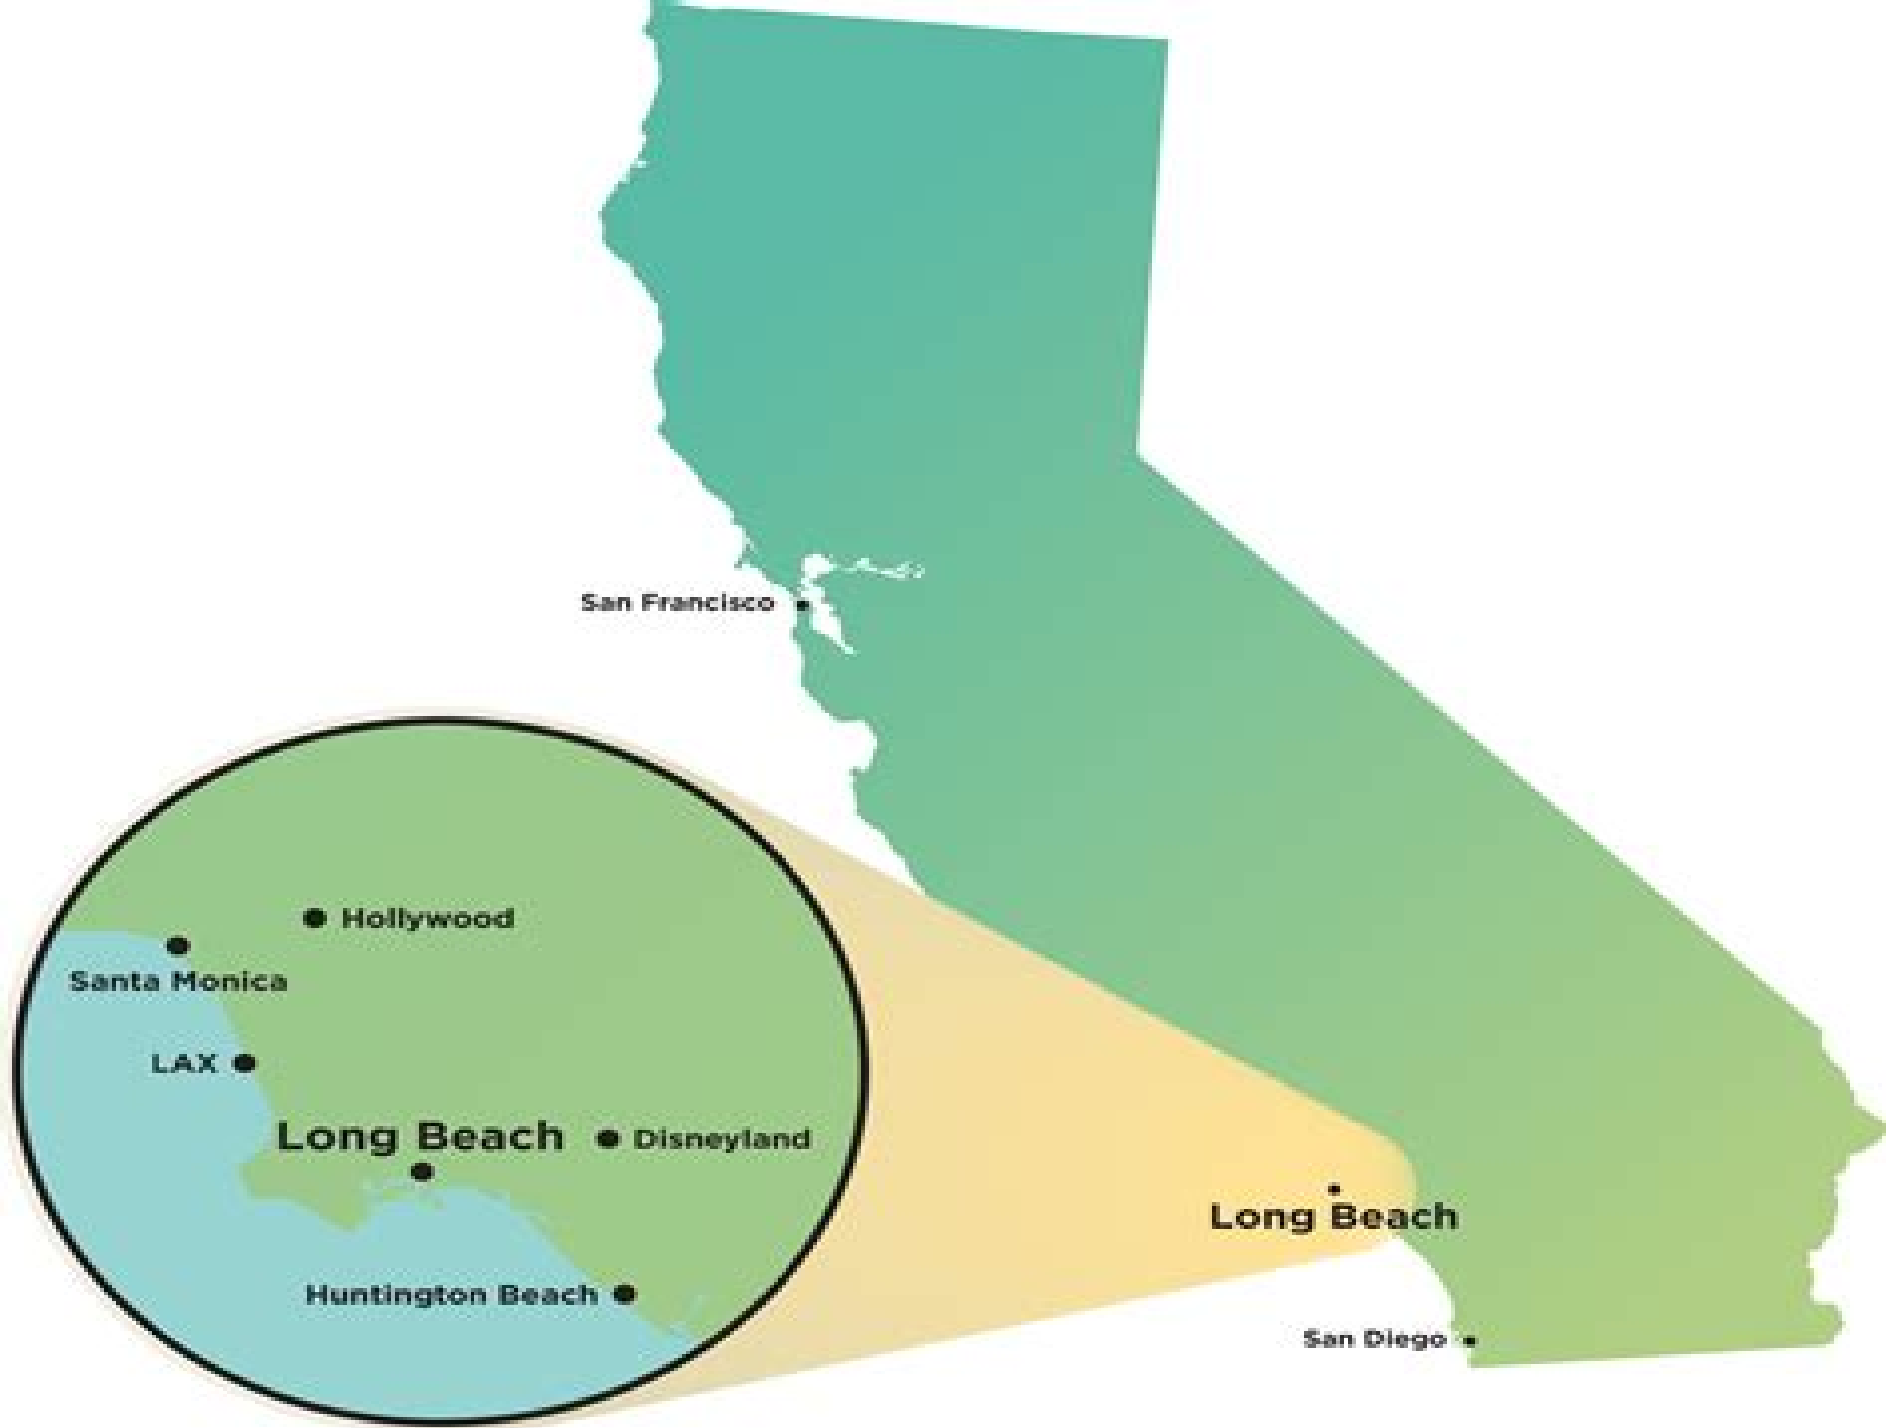 San Francisco
Hollywood
Santa Monica
LAX
Long Beach
Disneyland
Huntington Beach
Long Beach
San Diego